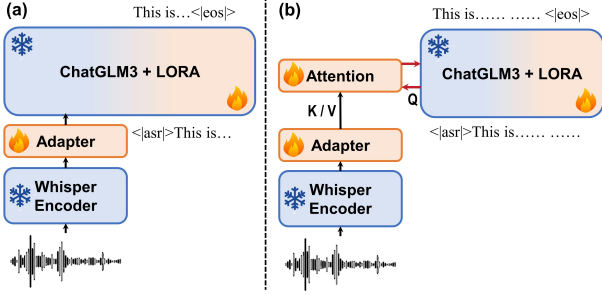 (a)
This is...<|eos|>
ChatGLM3 + LORA
Adapter
<|asr|>This is...
Whisper
Encoder
(b)
This is...... ...... <|eos|>
Attention
ChatGLM3 + LORA
Q
K / V
<|asr|>This is...... ......
Adapter
Whisper
Encoder